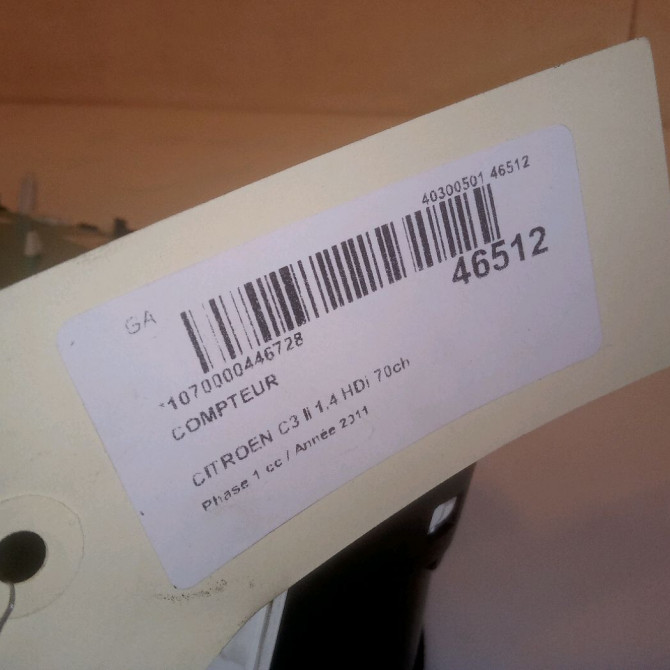 40300501 46512
GA
46512
*1070000446728
COMPTEUR
CITROEN C3 II 1.4 HDi 70ch
Phase 1 cc / Année 2011